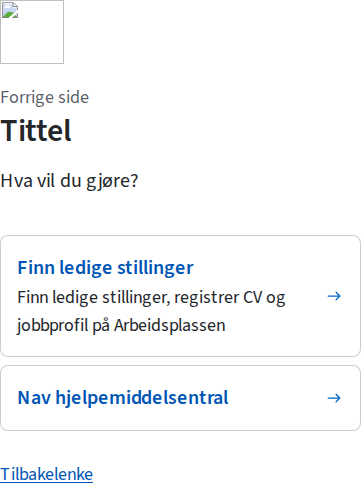 Forrige side
Tittel
Hva vil du gjøre?
Finn ledige stillinger
Finn ledige stillinger, registrer CV og
jobbprofil på Arbeidsplassen
Nav hjelpemiddelsentral
Tilbakelenke